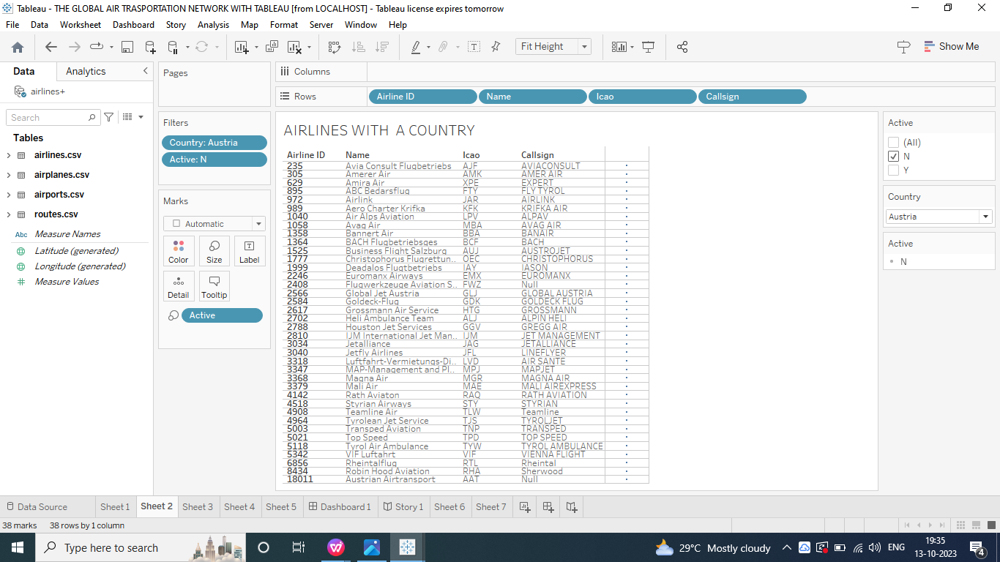 Tableau - THE GLOBAL AIR TRASPORTATION NETWORK WITH TABLEAU [from LOCALHOST] - Tableau license expires tomorrow
File Data Worksheet Dashboard Story Analysis Map Format Server Window Help
Fit Height
Show Me
Data Analytics
airlines+
Search
Tables
airlines.csv
airplanes.csv
airports.csv
routes.csv
Abc Measure Names
Latitude (generated)
Longitude (generated)
Measure Values
Pages
Filters
Country: Austria
Active: N
Marks
Automatic
Color Size Label
Detail Tooltip
Active
Columns
Rows Airline ID Name Icao Callsign
AIRLINES WITH A COUNTRY
Airline ID Name Icao Callsign
235 Avia Consult Flugbetriebs AJF AVIACONSULT
305 Amerer Air AMK AMER AIR
629 Amira Air XPE EXPERT
895 ABC Bedarsflug FTY FLY TYROL
972 Airlink JAR AIRLINK
989 Aero Charter Krifka KFK KRIFKA AIR
1040 Air Alps Aviation LPV ALPAV
1058 Avag Air MBA AVAG AIR
1358 Bannert Air BBA BANAIR
1364 BACH Flugbetriebsges BCF BACH
1525 Business Flight Salzburg AUJ AUSTROJET
1777 Christophorus Flugrettun.. OEC CHRISTOPHORUS
1999 Deadalos Flugtbetriebs IAY IASON
2246 Euromanx Airways EMX EUROMANX
2408 Flugwerkzeuge Aviation S.. FWZ Null
2566 Global Jet Austria GLJ GLOBAL AUSTRIA
2584 Goldeck-Flug GDK GOLDECK FLUG
2617 Grossmann Air Service HTG GROSSMANN
2702 Heli Ambulance Team ALJ ALPIN HELI
2788 Houston Jet Services GGV GREGG AIR
2810 IJM International Jet Man.. IJM JET MANAGEMENT
3034 Jetalliance JAG JETALLIANCE
3040 Jetfly Airlines JFL LINEFLYER
3318 Luftfahrt-Vermietungs-Di.. LVD AIR SANTE
3347 MAP-Management and Pl.. MPJ MAPJET
3368 Magna Air MGR MAGNA AIR
3379 Mali Air MAE MALI AIREXPRESS
4142 Rath Aviaton RAQ RATH AVIATION
4518 Styrian Airways STY STYRIAN
4908 Teamline Air TLW Teamline
4964 Tyrolean Jet Service TJS TYROLJET
5003 Transped Aviation TNP TRANSPED
5021 Top Speed TPD TOP SPEED
5118 Tyrol Air Ambulance TYW TYROL AMBULANCE
5342 VIF Luftahrt VIF VIENNA FLIGHT
6856 Rheintalflug RTL Rheintal
8434 Robin Hood Aviation RHA Sherwood
18011 Austrian Airtransport AAT Null
Active
(All)
N
Y
Country
Austria
Active
N
Data Source Sheet 1 Sheet 2 Sheet 3 Sheet 4 Sheet 5 Dashboard 1 Story 1 Sheet 6 Sheet 7
38 marks 38 rows by 1 column
Type here to search
29°C Mostly cloudy ENG 19:35
13-10-2023
4